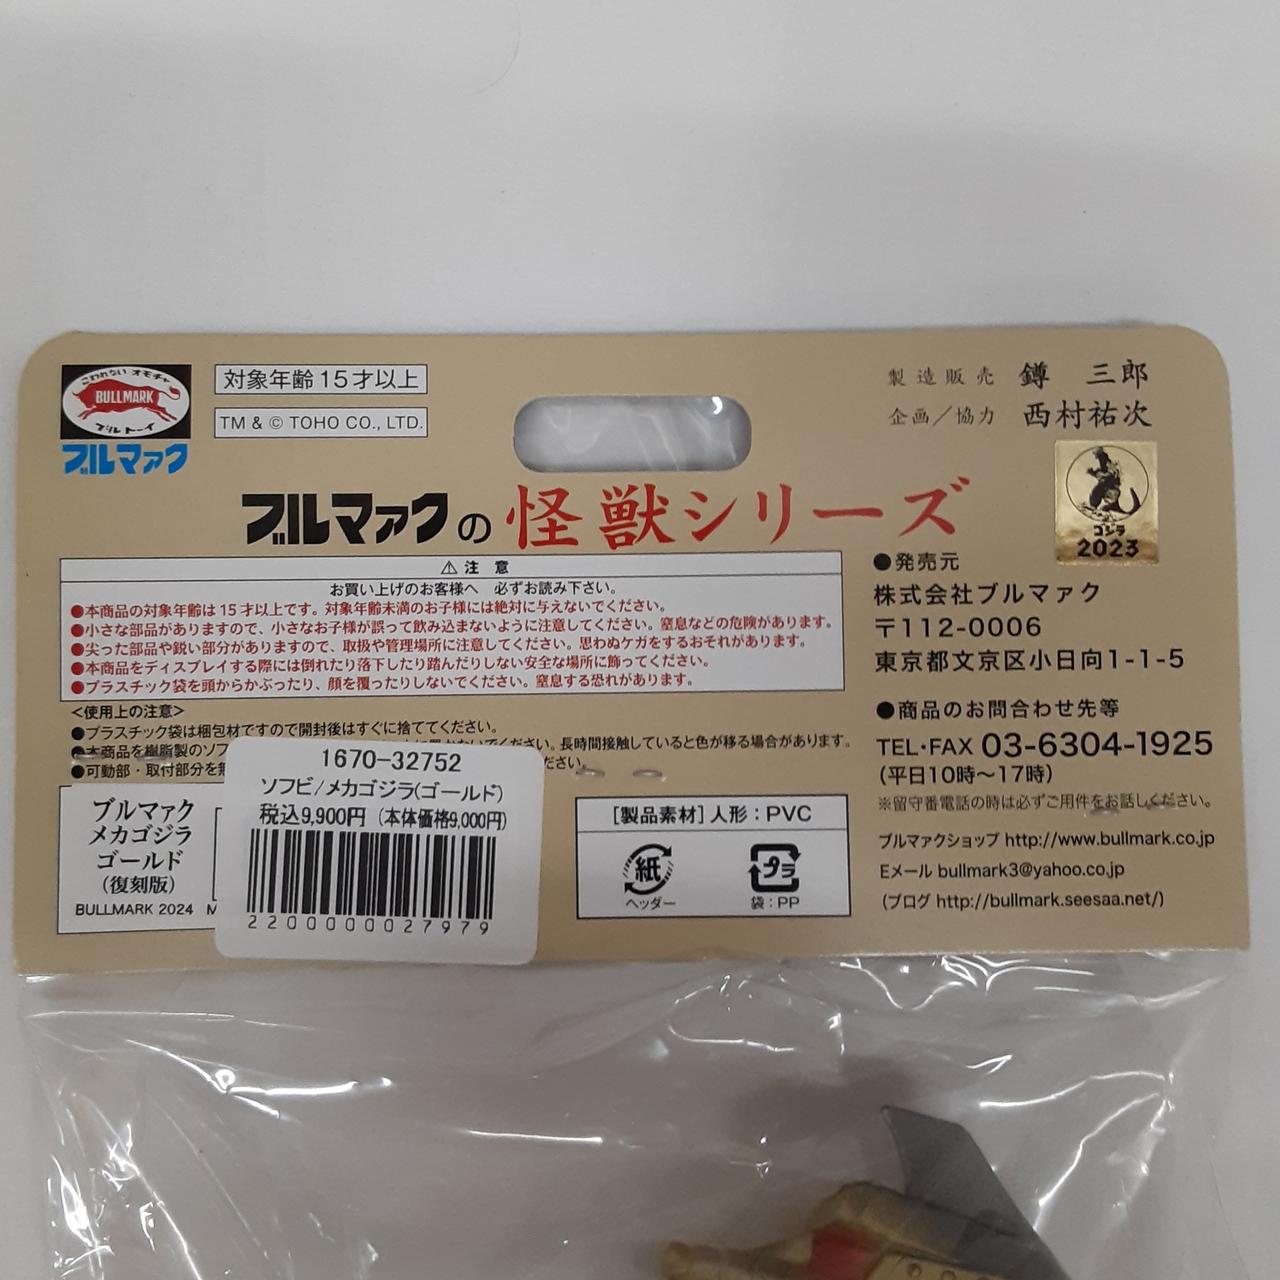 こわれない オモチャ
BULLMARK
ブルトーイ
ブルマァク
対象年齢15才以上
TM & © TOHO CO., LTD.
製造販売 鐏 三郎
企画／協力 西村祐次
ブルマァクの怪獣シリーズ
ゴジラ
2023
⚠ 注 意
お買い上げのお客様へ 必ずお読み下さい。
●本商品の対象年齢は15才以上です。対象年齢未満のお子様には絶対に与えないでください。
●小さな部品がありますので、小さなお子様が誤って飲み込まないように注意してください。窒息などの危険があります。
●尖った部品や鋭い部分がありますので、取扱や管理場所に注意してください。思わぬケガをするおそれがあります。
●本商品をディスプレイする際には倒れたり落下したり踏んだりしない安全な場所に飾ってください。
●プラスチック袋を頭からかぶったり、顔を覆ったりしないでください。窒息する恐れがあります。
<使用上の注意>
●プラスチック袋は梱包材ですので開封後はすぐに捨ててください。
●本商品を樹脂製のソフ
でください。長時間接触していると色が移る場合があります。
●可動部・取付部分を無
ださい。
ブルマァク
メカゴジラ
ゴールド
(復刻版)
BULLMARK 2024 M
1670-32752
ソフビ/メカゴジラ(ゴールド)
税込9,900円 (本体価格9,000円)
2200000027979
[製品素材] 人形：PVC
紙
ヘッダー
プラ
袋：PP
●発売元
株式会社ブルマァク
〒112-0006
東京都文京区小日向1-1-5
●商品のお問合わせ先等
TEL･FAX 03-6304-1925
(平日10時～17時)
※留守番電話の時は必ずご用件をお話しください。
ブルマァクショップ http://www.bullmark.co.jp
Eメール bullmark3@yahoo.co.jp
(ブログ http://bullmark.seesaa.net/)